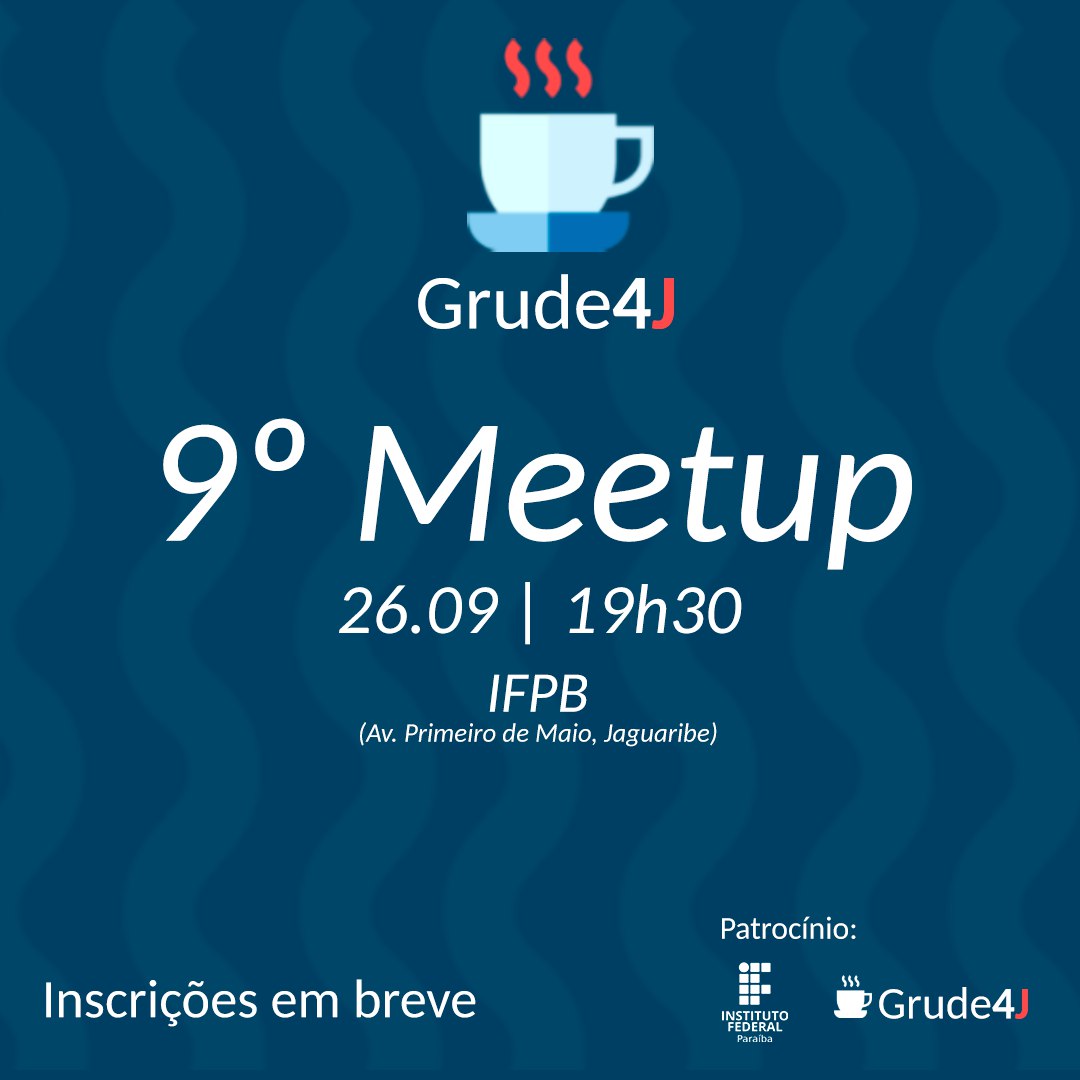 Grude4J
9º Meetup
26.09 | 19h30
IFPB
(Av. Primeiro de Maio, Jaguaribe)
Patrocínio:
Inscrições em breve
INSTITUTO
FEDERAL
Paraíba
Grude4J